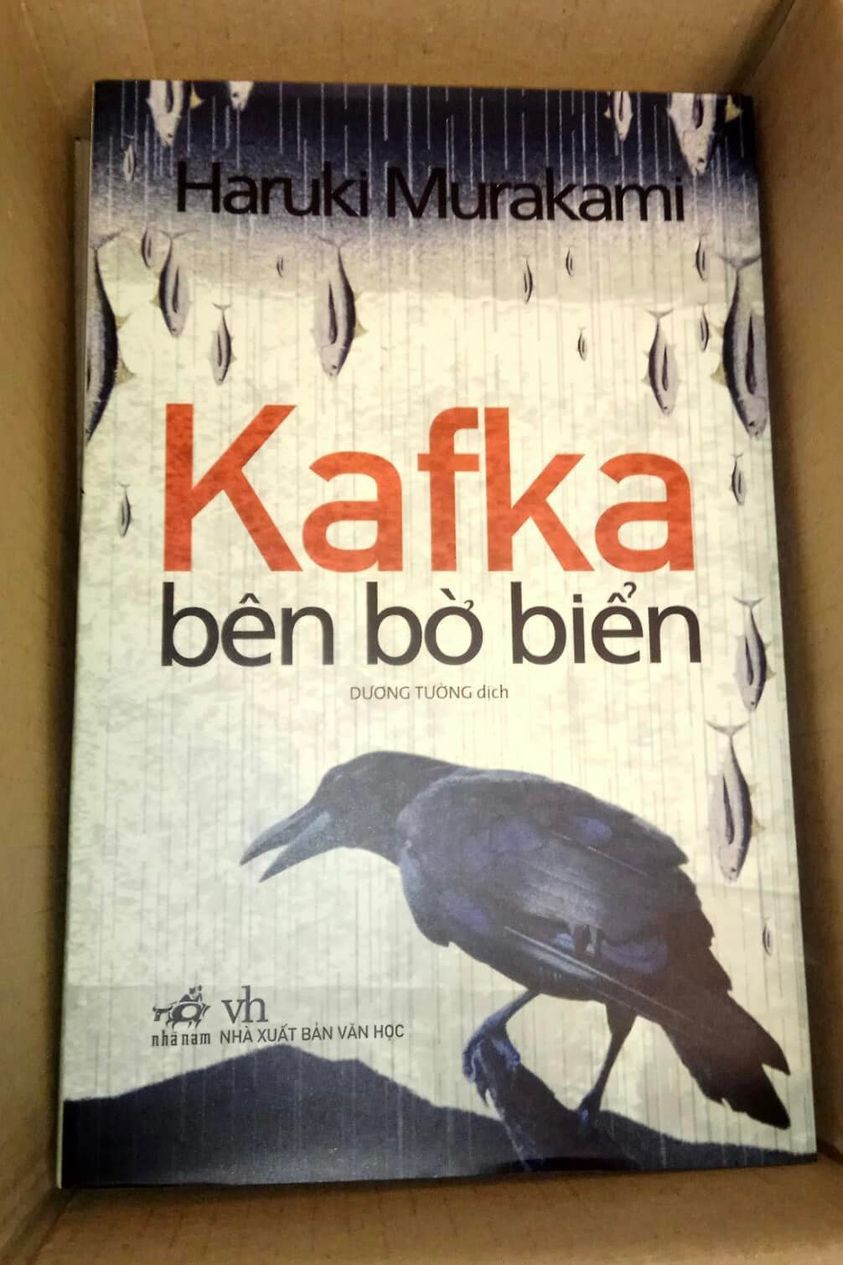 Haruki Murakami
Kafka
bên bờ biển
DƯƠNG TƯỜNG dịch
vh
nhã nam NHÀ XUẤT BẢN VĂN HỌC